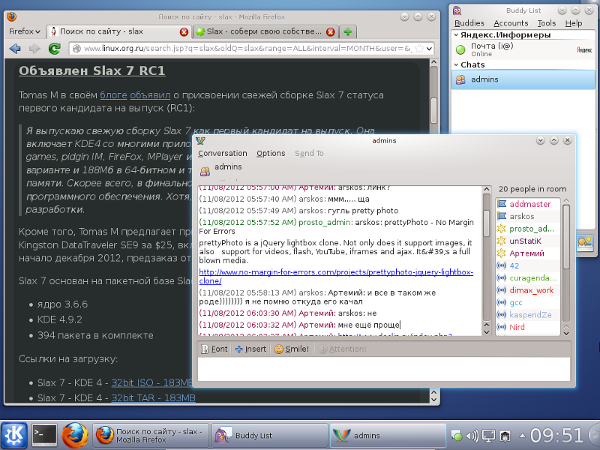 Поиск по сайту - slax - Mozilla Firefox
Firefox
Поиск по сайту - slax
Slax - собери свою собстве...
www.linux.org.ru/search.jsp?q=slax&oldQ=slax&range=ALL&interval=MONTH&user=&
Объявлен Slax 7 RC1
Tomas M в своём блоге объявил о присвоении свежей сборке Slax 7 статуса
первого кандидата на выпуск (RC1):
Я выпускаю свежую сборку Slax 7 как первый кандидат на выпуск. Она
включает KDE4 со многими прило
games, pidgin IM, FireFox, MPlayer и
варианте и 188Мб в 64-битном и т
памяти. Скорее всего, в финально
программного обеспечения. Хотя,
разработки.
Кроме того, Tomas M предлагает пр
Kingston DataTraveler SE9 за $25, вкл
начало декабря 2012, предзаказ от
Slax 7 основан на пакетной базе Slac
ядро 3.6.6
KDE 4.9.2
394 пакета в комплекте
Ссылки на загрузку:
Slax 7 - KDE 4 - 32bit ISO - 183MB
Slax 7 - KDE 4 - 32bit TAR - 183MB
Buddy List
Buddies Accounts Tools Help
Яндекс.Информеры
Почта (|@)
Online
Chats
admins
admins
Conversation Options Send To
admins
(11/08/2012 05:57:00 AM) Артемий: arskos: линк?
(11/08/2012 05:57:40 AM) arskos: ммм,.... ща
(11/08/2012 05:57:49 AM) arskos: гугль pretty photo
(11/08/2012 05:57:52 AM) prosto_admin: arskos: prettyPhoto - No Margin
For Errors
prettyPhoto is a jQuery lightbox clone. Not only does it support images, it
also support for videos, flash, YouTube, iframes and ajax. It&#39;s a full
blown media.
http://www.no-margin-for-errors.com/projects/prettyphoto-jquery-lightbox-
clone/
(11/08/2012 05:58:13 AM) Артемий: и все в таком же
роде)))))))) я не помню откуда его качал
(11/08/2012 06:03:30 AM) arskos: не
(11/08/2012 06:03:32 AM) Артемий: мне ещё проще
20 people in room
addmaster
arskos
prosto_ad
unStatiK
Артемий
42
curagenda
dimax_work
gcc
kaspendZe
Nird
Font Insert Smile! Attention!
Поиск по сайту - slax -
Mozilla Firefox
Buddy List
admins
09:51